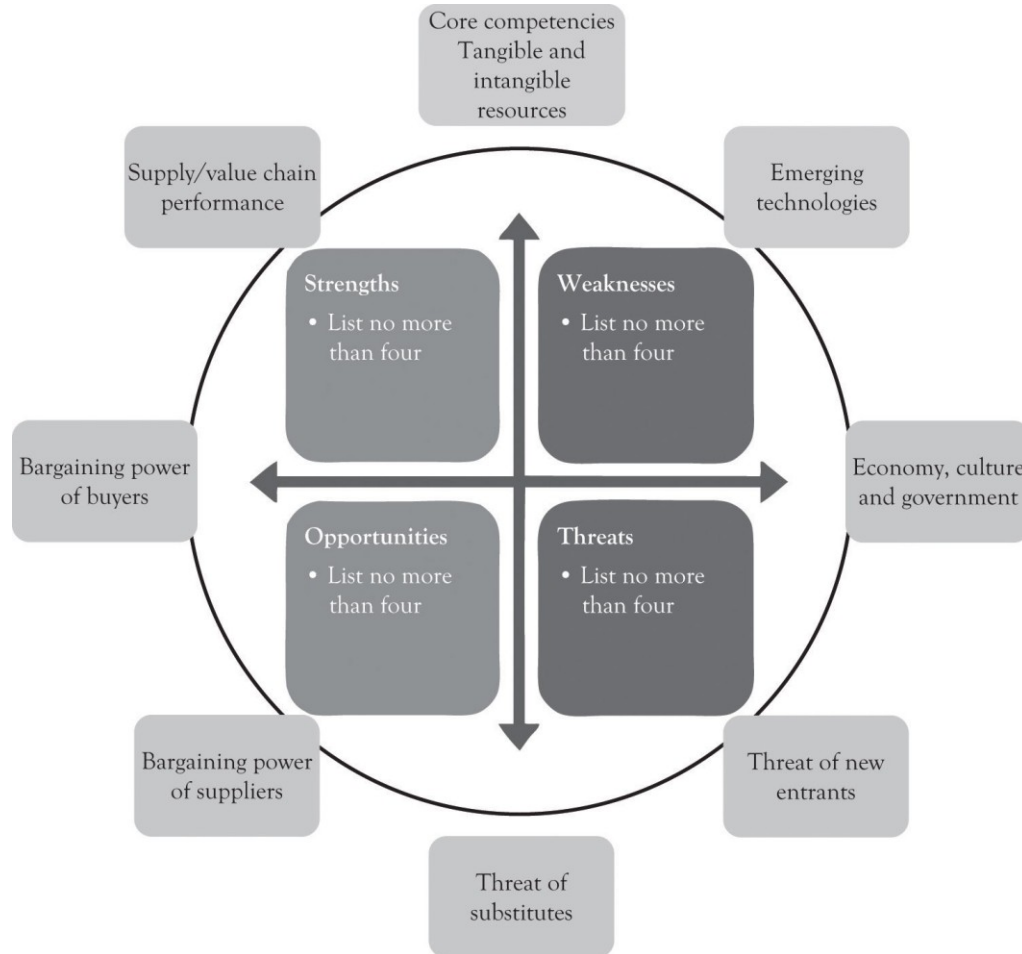 Core competencies
Tangible and
intangible
resources
Supply/value chain
performance
Emerging
technologies
Strengths
• List no more
than four
Weaknesses
• List no more
than four
Bargaining power
of buyers
Economy, culture
and government
Opportunities
• List no more
than four
Threats
• List no more
than four
Bargaining power
of suppliers
Threat of new
entrants
Threat of
substitutes